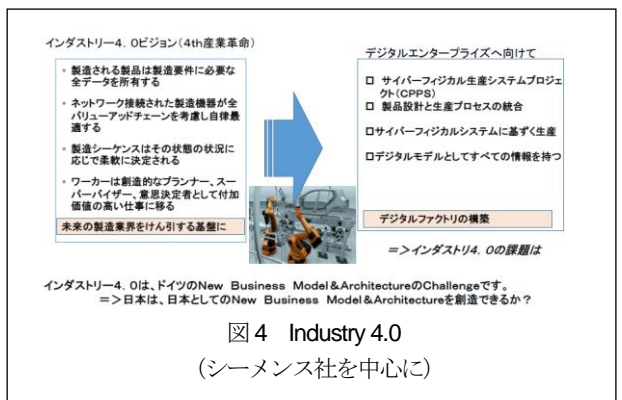 インダストリー4.0ビジョン(4th産業革命)
・ 製造される製品は製造要件に必要な
全データを所有する
・ ネットワーク接続された製造機器が全
バリューアッドチェーンを考慮し自律最
適する
・ 製造シーケンスはその状態の状況に
応じで柔軟に決定される
・ ワーカーは創造的なプランナー、スー
パーバイザー、意思決定者として付加
価値の高い仕事に移る
未来の製造業界をけん引する基盤に
デジタルエンタープライズへ向けて
□ サイバーフィジカル生産システムプロジェ
クト(CPPS)
□ 製品設計と生産プロセスの統合
□サイバーフィジカルシステムに基ずく生産
□デジタルモデルとしてすべての情報を持つ
デジタルファクトリの構築
=>インダストリ4.0の課題は
インダストリー4.0は、ドイツのNew Business Model&ArchitectureのChallengeです。
=>日本は、日本としてのNew Business Model&Architectureを創造できるか?
図4 Industry 4.0
(シーメンス社を中心に)